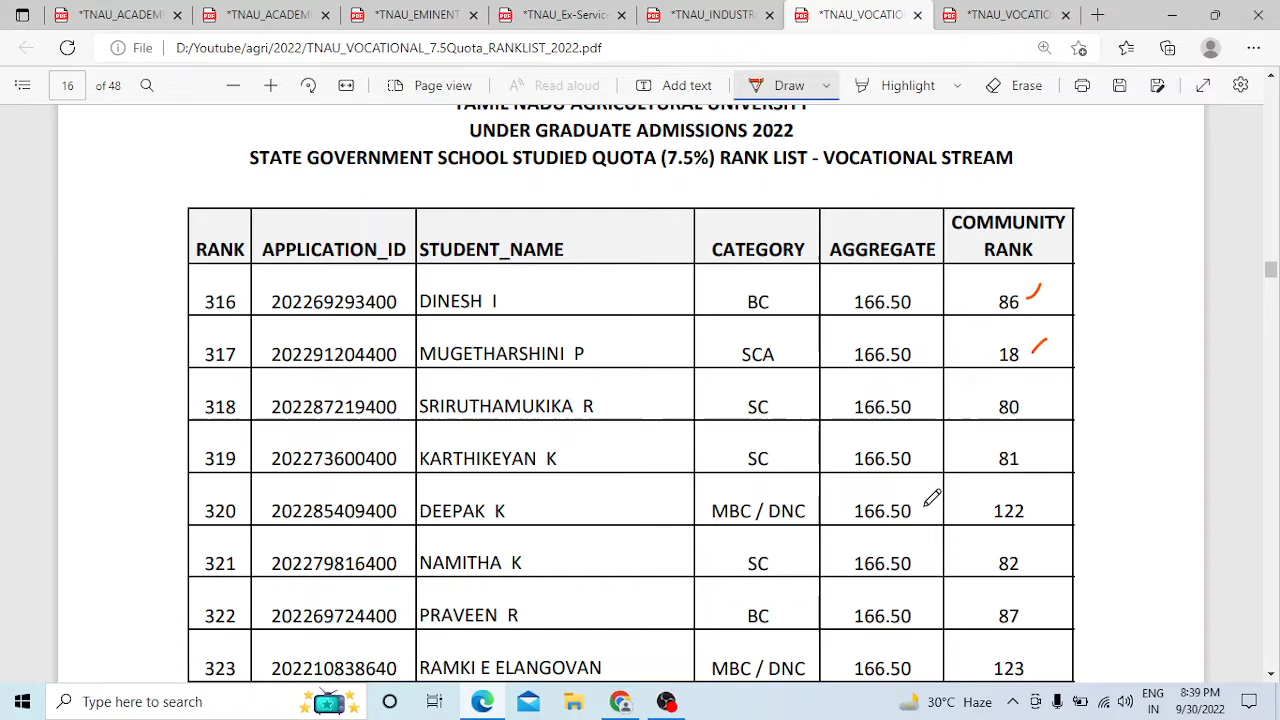 *TNAU_ACADEM
*TNAU_ACADEM
*TNAU_EMINENT
*TNAU_Ex-Service
*TNAU_INDUSTR
*TNAU_VOCATIO
*TNAU_VOCATIO
File D:/Youtube/agri/2022/TNAU_VOCATIONAL_7.5Quota_RANKLIST_2022.pdf
16 of 48 Page view Read aloud Add text Draw Highlight Erase
TAMIL NADU AGRICULTURAL UNIVERSITY
UNDER GRADUATE ADMISSIONS 2022
STATE GOVERNMENT SCHOOL STUDIED QUOTA (7.5%) RANK LIST - VOCATIONAL STREAM
RANK APPLICATION_ID STUDENT_NAME CATEGORY AGGREGATE COMMUNITY RANK
316 202269293400 DINESH I BC 166.50 86
317 202291204400 MUGETHARSHINI P SCA 166.50 18
318 202287219400 SRIRUTHAMUKIKA R SC 166.50 80
319 202273600400 KARTHIKEYAN K SC 166.50 81
320 202285409400 DEEPAK K MBC / DNC 166.50 122
321 202279816400 NAMITHA K SC 166.50 82
322 202269724400 PRAVEEN R BC 166.50 87
323 202210838640 RAMKI E ELANGOVAN MBC / DNC 166.50 123
Type here to search 30°C Haze ENG IN 8:39 PM 9/30/2022